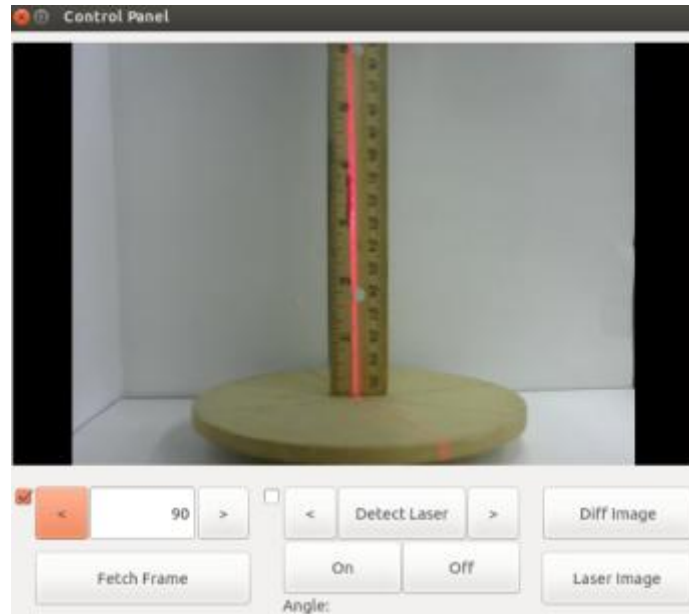 Control Panel
< 90 > < Detect Laser > Diff Image
Fetch Frame On Off Laser Image
Angle: